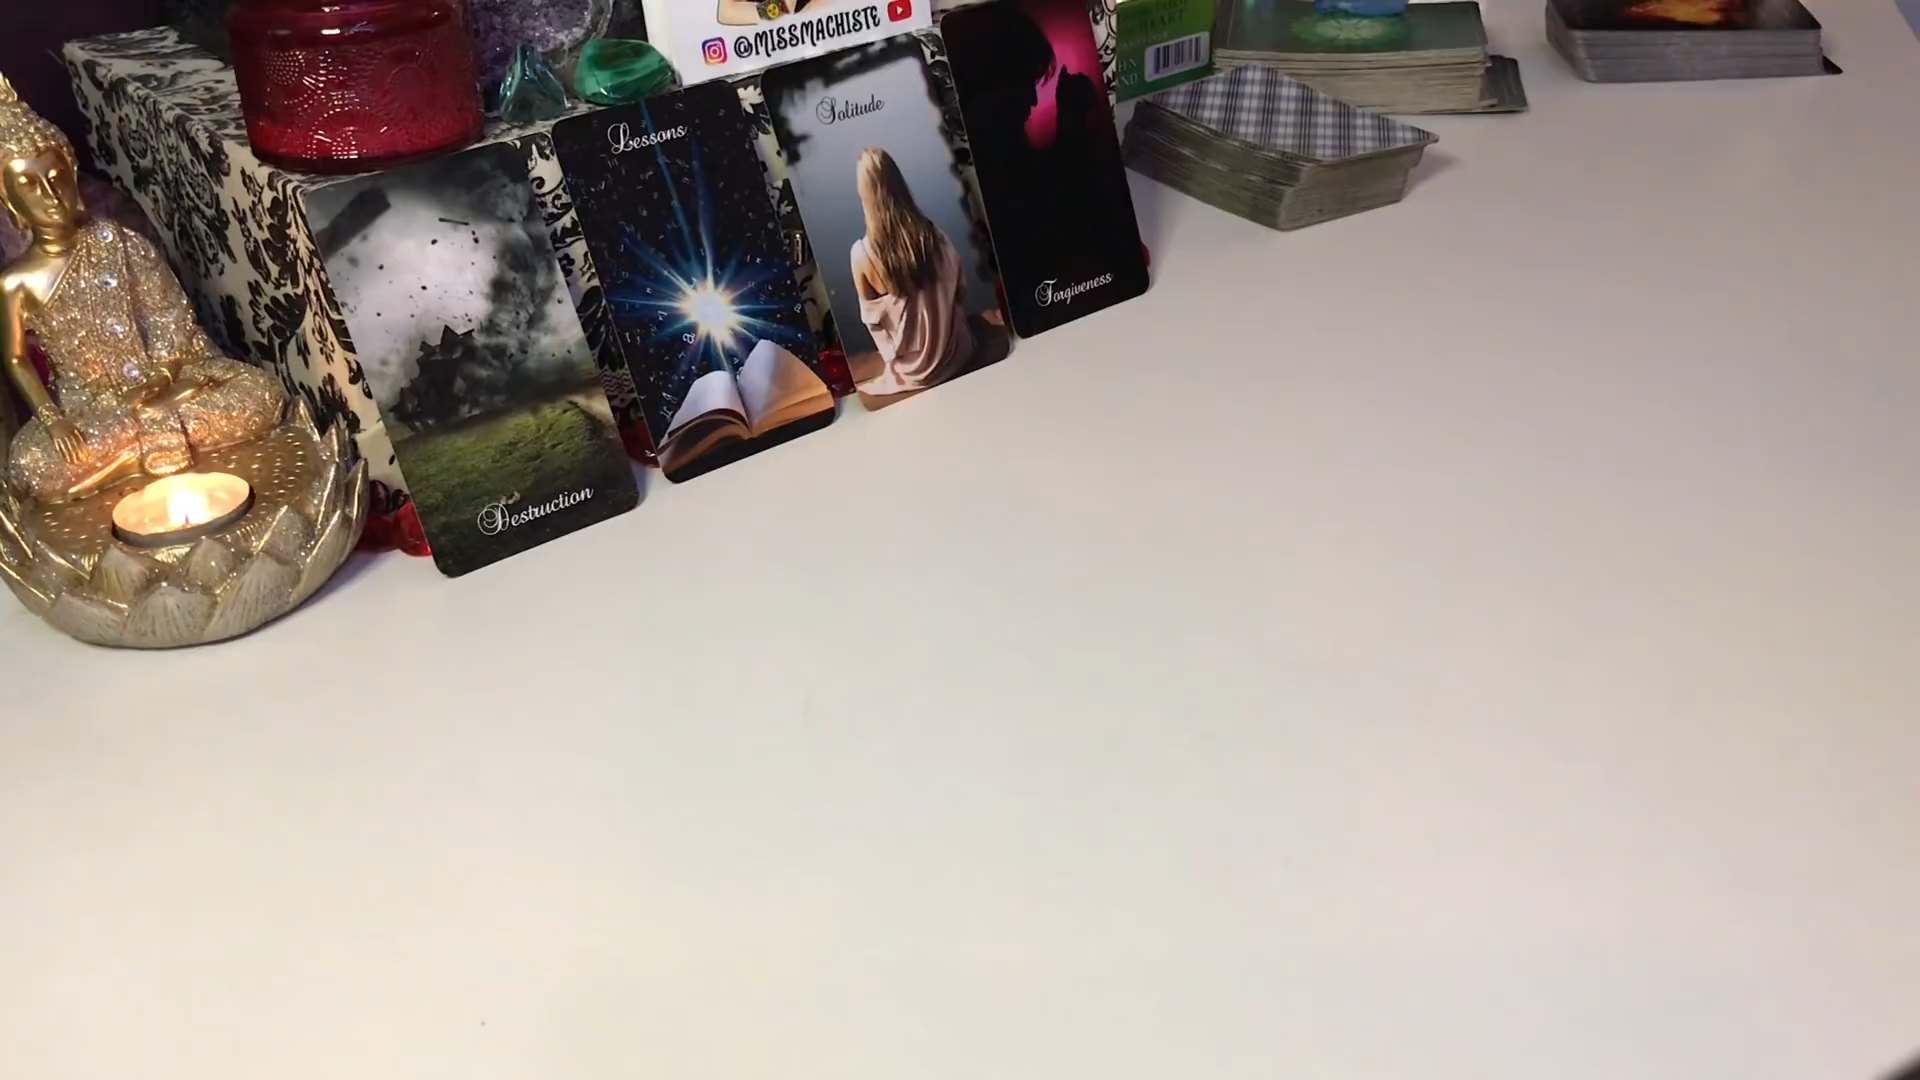 @MISSMACHISTE
Lessons
Solitude
Forgiveness
Destruction